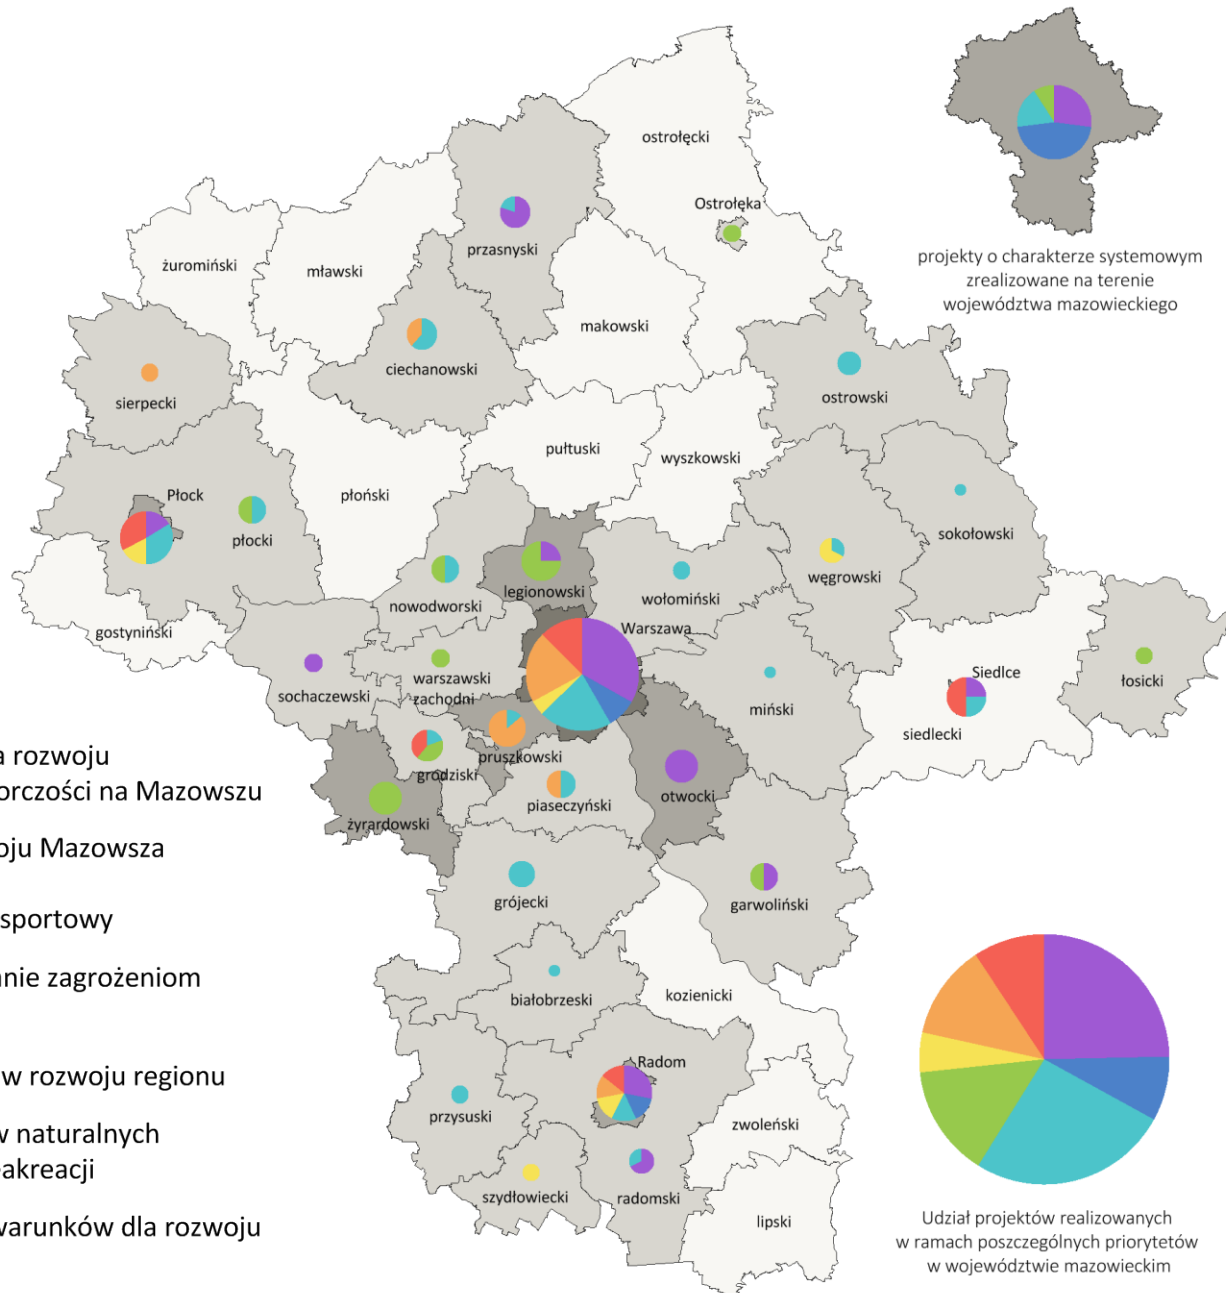 ostrołęcki
Ostrołęka
przasnyski
żuromiński
mławski
makowski
projekty o charakterze systemowym
zrealizowane na terenie
województwa mazowieckiego
ciechanowski
sierpecki
ostrowski
pułtuski
wyszkowski
Płock
płoński
płocki
sokołowski
węgrowski
legionowski
nowodworski
wołomiński
gostyniński
Warszawa
warszawski
zachodni
sochaczewski
Siedlce
łosicki
miński
siedlecki
pruszkowski
grodziski
otwocki
piaseczyński
żyrardowski
a rozwoju
orczości na Mazowszu
oju Mazowsza
grójecki
garwoliński
sportowy
nie zagrożeniom
białobrzeski
kozienicki
w rozwoju regionu
Radom
przysuski
zwoleński
w naturalnych
eakreacji
szydłowiecki
radomski
lipski
warunków dla rozwoju
Udział projektów realizowanych
w ramach poszczególnych priorytetów
w województwie mazowieckim